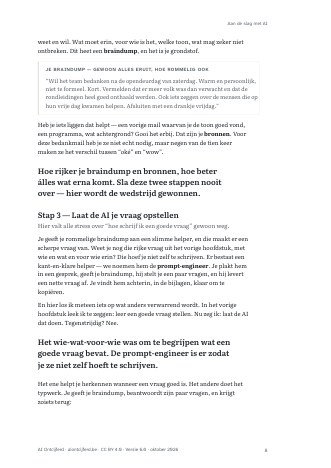 Aan de slag met AI
weet en wil. Wat moet erin, voor wie is het, welke toon, wat mag zeker niet
ontbreken. Dit heet een braindump, en het is je grondstof.
JE BRAINDUMP — GEWOON ALLES ERUIT, HOE ROMMELIG OOK
"Wil het team bedanken na de opendeurdag van zaterdag. Warm en persoonlijk,
niet te formeel. Kort. Vermelden dat er meer volk was dan verwacht en dat de
rondleidingen heel goed onthaald werden. Ook iets zeggen over de mensen die op
hun vrije dag kwamen helpen. Afsluiten met een drankje vrijdag."
Heb je iets liggen dat helpt — een vorige mail waarvan je de toon goed vond,
een programma, wat achtergrond? Gooi het erbij. Dat zijn je bronnen. Voor
deze bedankmail heb je ze niet echt nodig, maar negen van de tien keer
maken ze het verschil tussen "oké" en "wow".
Hoe rijker je braindump en bronnen, hoe beter
álles wat erna komt. Sla deze twee stappen nooit
over — hier wordt de wedstrijd gewonnen.
Stap 3 — Laat de AI je vraag opstellen
Hier valt alle stress over "hoe schrijf ik een goede vraag" gewoon weg.
Je geeft je rommelige braindump aan een slimme helper, en die maakt er een
scherpe vraag van. Weet je nog die rijke vraag uit het vorige hoofdstuk, met
wie en wat en voor wie erin? Die hoef je niet zelf te schrijven. Er bestaat een
kant-en-klare helper — we noemen hem de prompt-engineer. Je plakt hem
in een gesprek, geeft je braindump, hij stelt je een paar vragen, en hij levert
een nette vraag af. Je vindt hem achterin, in de bijlagen, klaar om te
kopiëren.
En hier los ik meteen iets op wat anders verwarrend wordt. In het vorige
hoofdstuk leek ik te zeggen: leer een goede vraag stellen. Nu zeg ik: laat de AI
dat doen. Tegenstrijdig? Nee.
Het wie-wat-voor-wie was om te begrijpen wat een
goede vraag bevat. De prompt-engineer is er zodat
je ze niet zelf hoeft te schrijven.
Het ene helpt je herkennen wanneer een vraag goed is. Het andere doet het
typwerk. Je geeft je braindump, beantwoordt zijn paar vragen, en krijgt
zoiets terug:
AI Ontcijferd · aiontcijferd.be · CC BY 4.0 · Versie 6.0 · oktober 2026